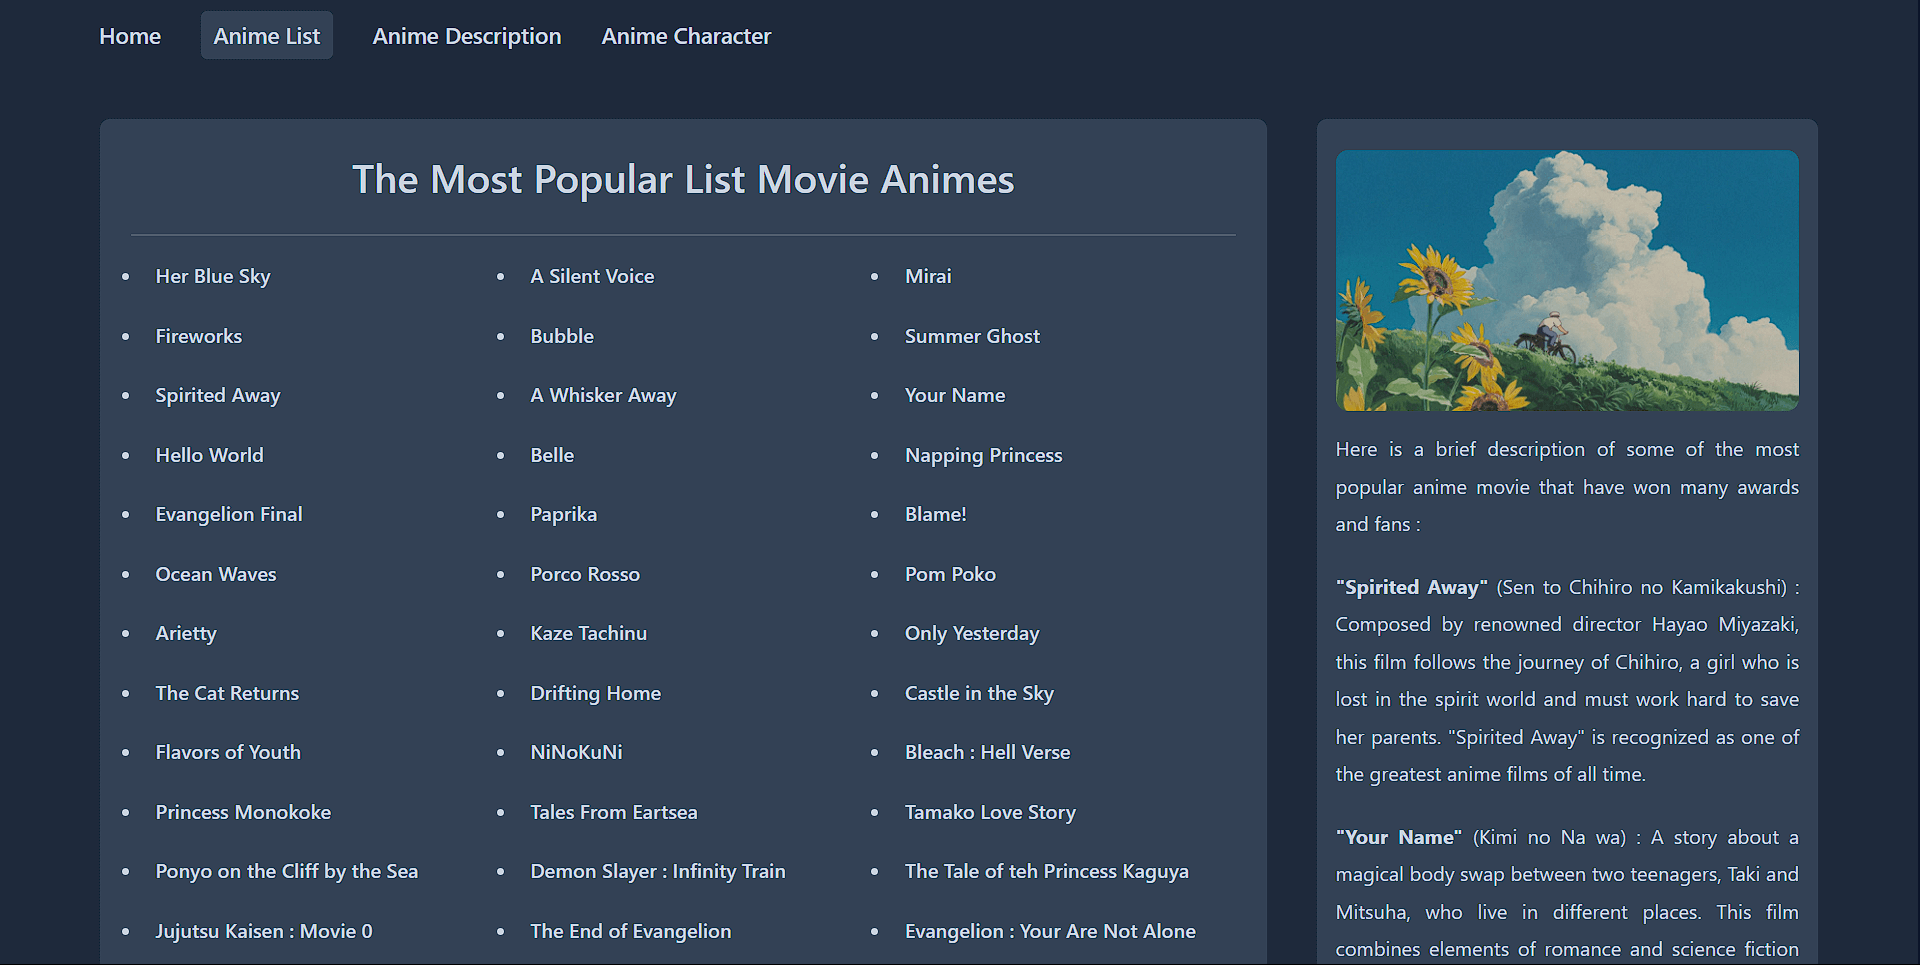 Home Anime List Anime Description Anime Character
The Most Popular List Movie Animes
Her Blue Sky
Fireworks
Spirited Away
Hello World
Evangelion Final
Ocean Waves
Arietty
The Cat Returns
Flavors of Youth
Princess Monokoke
Ponyo on the Cliff by the Sea
Jujutsu Kaisen : Movie 0
A Silent Voice
Bubble
A Whisker Away
Belle
Paprika
Porco Rosso
Kaze Tachinu
Drifting Home
NiNoKuNi
Tales From Eartsea
Demon Slayer : Infinity Train
The End of Evangelion
Mirai
Summer Ghost
Your Name
Napping Princess
Blame!
Pom Poko
Only Yesterday
Castle in the Sky
Bleach : Hell Verse
Tamako Love Story
The Tale of teh Princess Kaguya
Evangelion : Your Are Not Alone
Here is a brief description of some of the most
popular anime movie that have won many awards
and fans :
"Spirited Away" (Sen to Chihiro no Kamikakushi) :
Composed by renowned director Hayao Miyazaki,
this film follows the journey of Chihiro, a girl who is
lost in the spirit world and must work hard to save
her parents. "Spirited Away" is recognized as one of
the greatest anime films of all time.
"Your Name" (Kimi no Na wa) : A story about a
magical body swap between two teenagers, Taki and
Mitsuha, who live in different places. This film
combines elements of romance and science fiction